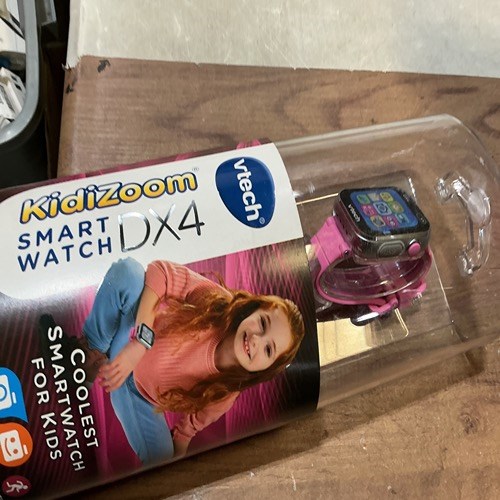 KidiZoom
SMART
WATCH
DX4
vtech
COOLEST
SMARTWATCH
FOR KIDS